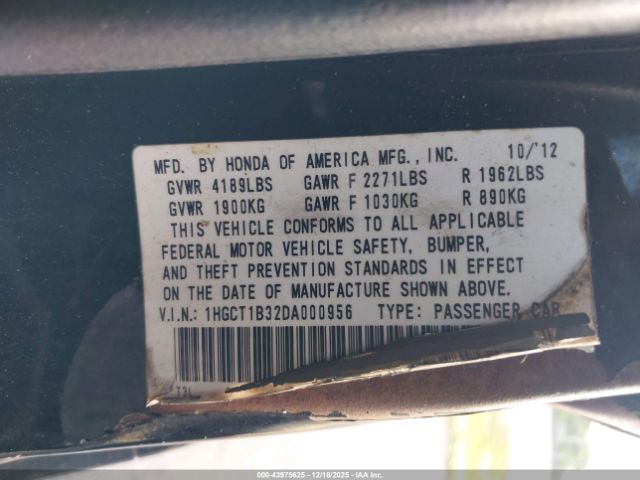 MFD. BY HONDA OF AMERICA MFG., INC. 10/'12
GVWR 4189LBS GAWR F 2271LBS R 1962LBS
GVWR 1900KG GAWR F 1030KG R 890KG
THIS VEHICLE CONFORMS TO ALL APPLICABLE
FEDERAL MOTOR VEHICLE SAFETY, BUMPER,
AND THEFT PREVENTION STANDARDS IN EFFECT
ON THE DATE OF MANUFACTURE SHOWN ABOVE.
V.I.N.: 1HGCT1B32DA000956 TYPE: PASSENGER CAR
000-43975625 - 12/18/2025 - IAAI.com